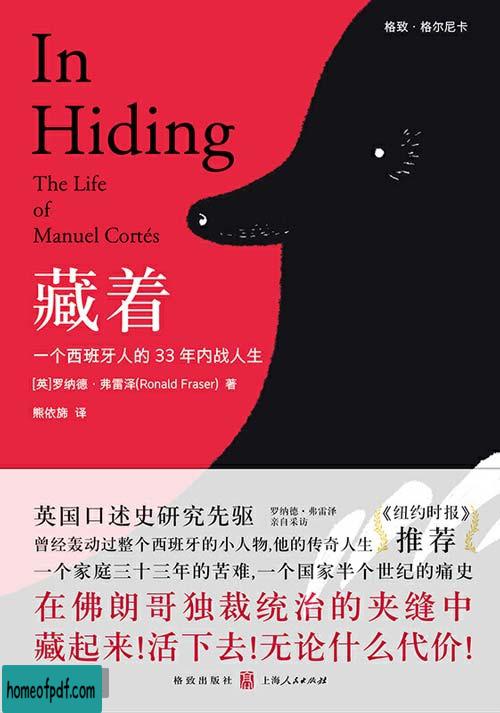 格致·格尔尼卡
In
Hiding
The Life
of
Manuel Cortés
藏着
一个西班牙人的 33 年内战人生
[英]罗纳德·弗雷泽(Ronald Fraser) 著
熊依旆 译
英国口述史研究先驱
罗纳德·弗雷泽
亲自采访
《纽约时报》
推荐
曾经轰动过整个西班牙的小人物,他的传奇人生
一个家庭三十三年的苦难,一个国家半个世纪的痛史
在佛朗哥独裁统治的夹缝中
藏起来!活下去!无论什么代价!
格致出版社 上海人民出版社
homeofpdf.com